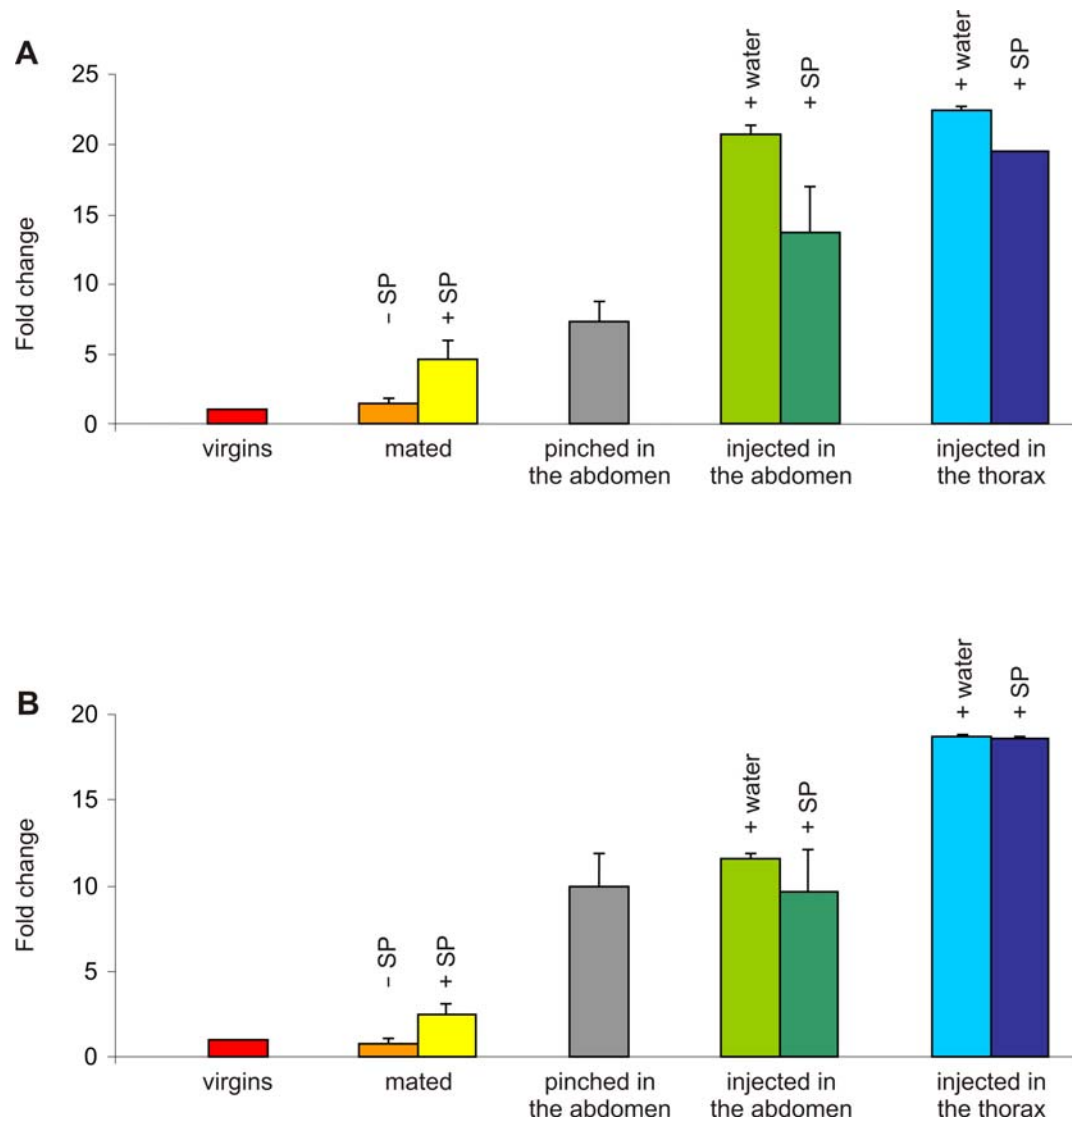 A
Fold change
25
20
15
10
5
0
– SP
+ SP
+ water
+ SP
+ water
+ SP
virgins
mated
pinched in
the abdomen
injected in
the abdomen
injected in
the thorax
B
Fold change
20
15
10
5
0
– SP
+ SP
+ water
+ SP
+ water
+ SP
virgins
mated
pinched in
the abdomen
injected in
the abdomen
injected in
the thorax